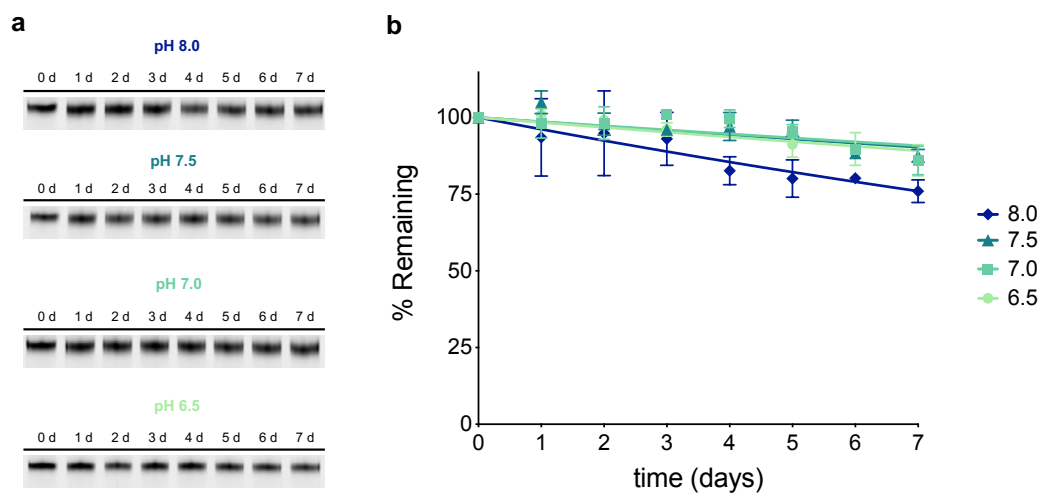 a
pH 8.0
0 d 1 d 2 d 3 d 4 d 5 d 6 d 7 d
pH 7.5
0 d 1 d 2 d 3 d 4 d 5 d 6 d 7 d
pH 7.0
0 d 1 d 2 d 3 d 4 d 5 d 6 d 7 d
pH 6.5
0 d 1 d 2 d 3 d 4 d 5 d 6 d 7 d
b
% Remaining
100
75
50
25
0
0 1 2 3 4 5 6 7
time (days)
8.0
7.5
7.0
6.5